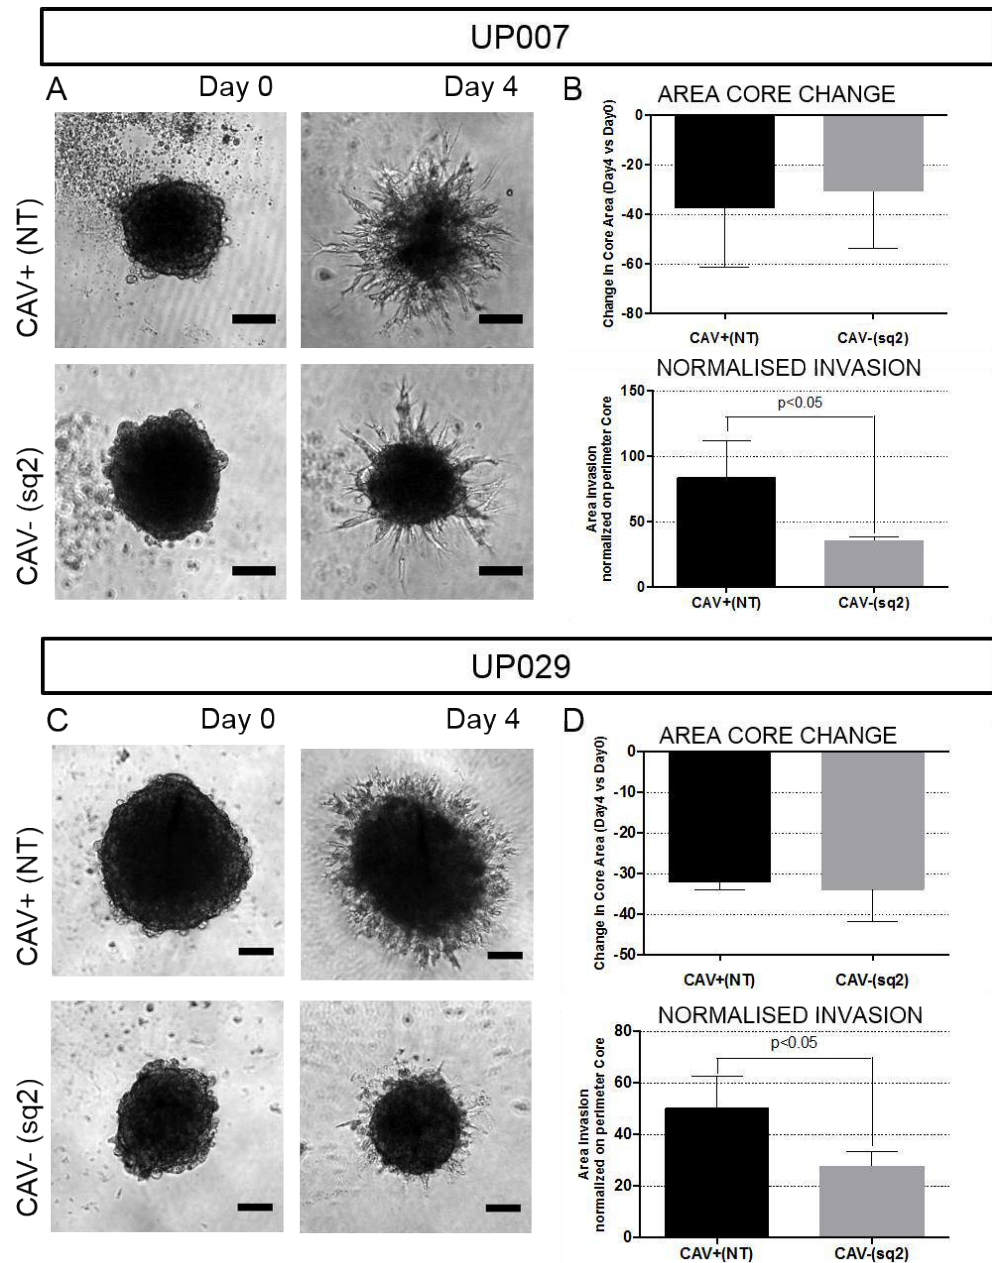 UP007
A
Day 0
Day 4
CAV+ (NT)
CAV- (sq2)
B
AREA CORE CHANGE
Change in Core Area (Day4 vs Day0)
0
-20
-40
-60
-80
CAV+(NT)
CAV-(sq2)
NORMALISED INVASION
Area Invasion
normalized on perimeter Core
150
100
50
0
p<0.05
CAV+(NT)
CAV-(sq2)
UP029
C
Day 0
Day 4
CAV+ (NT)
CAV- (sq2)
D
AREA CORE CHANGE
Change in Core Area (Day4 vs Day0)
0
-10
-20
-30
-40
-50
CAV+(NT)
CAV-(sq2)
NORMALISED INVASION
Area Invasion
normalized on perimeter Core
80
60
40
20
0
p<0.05
CAV+(NT)
CAV-(sq2)